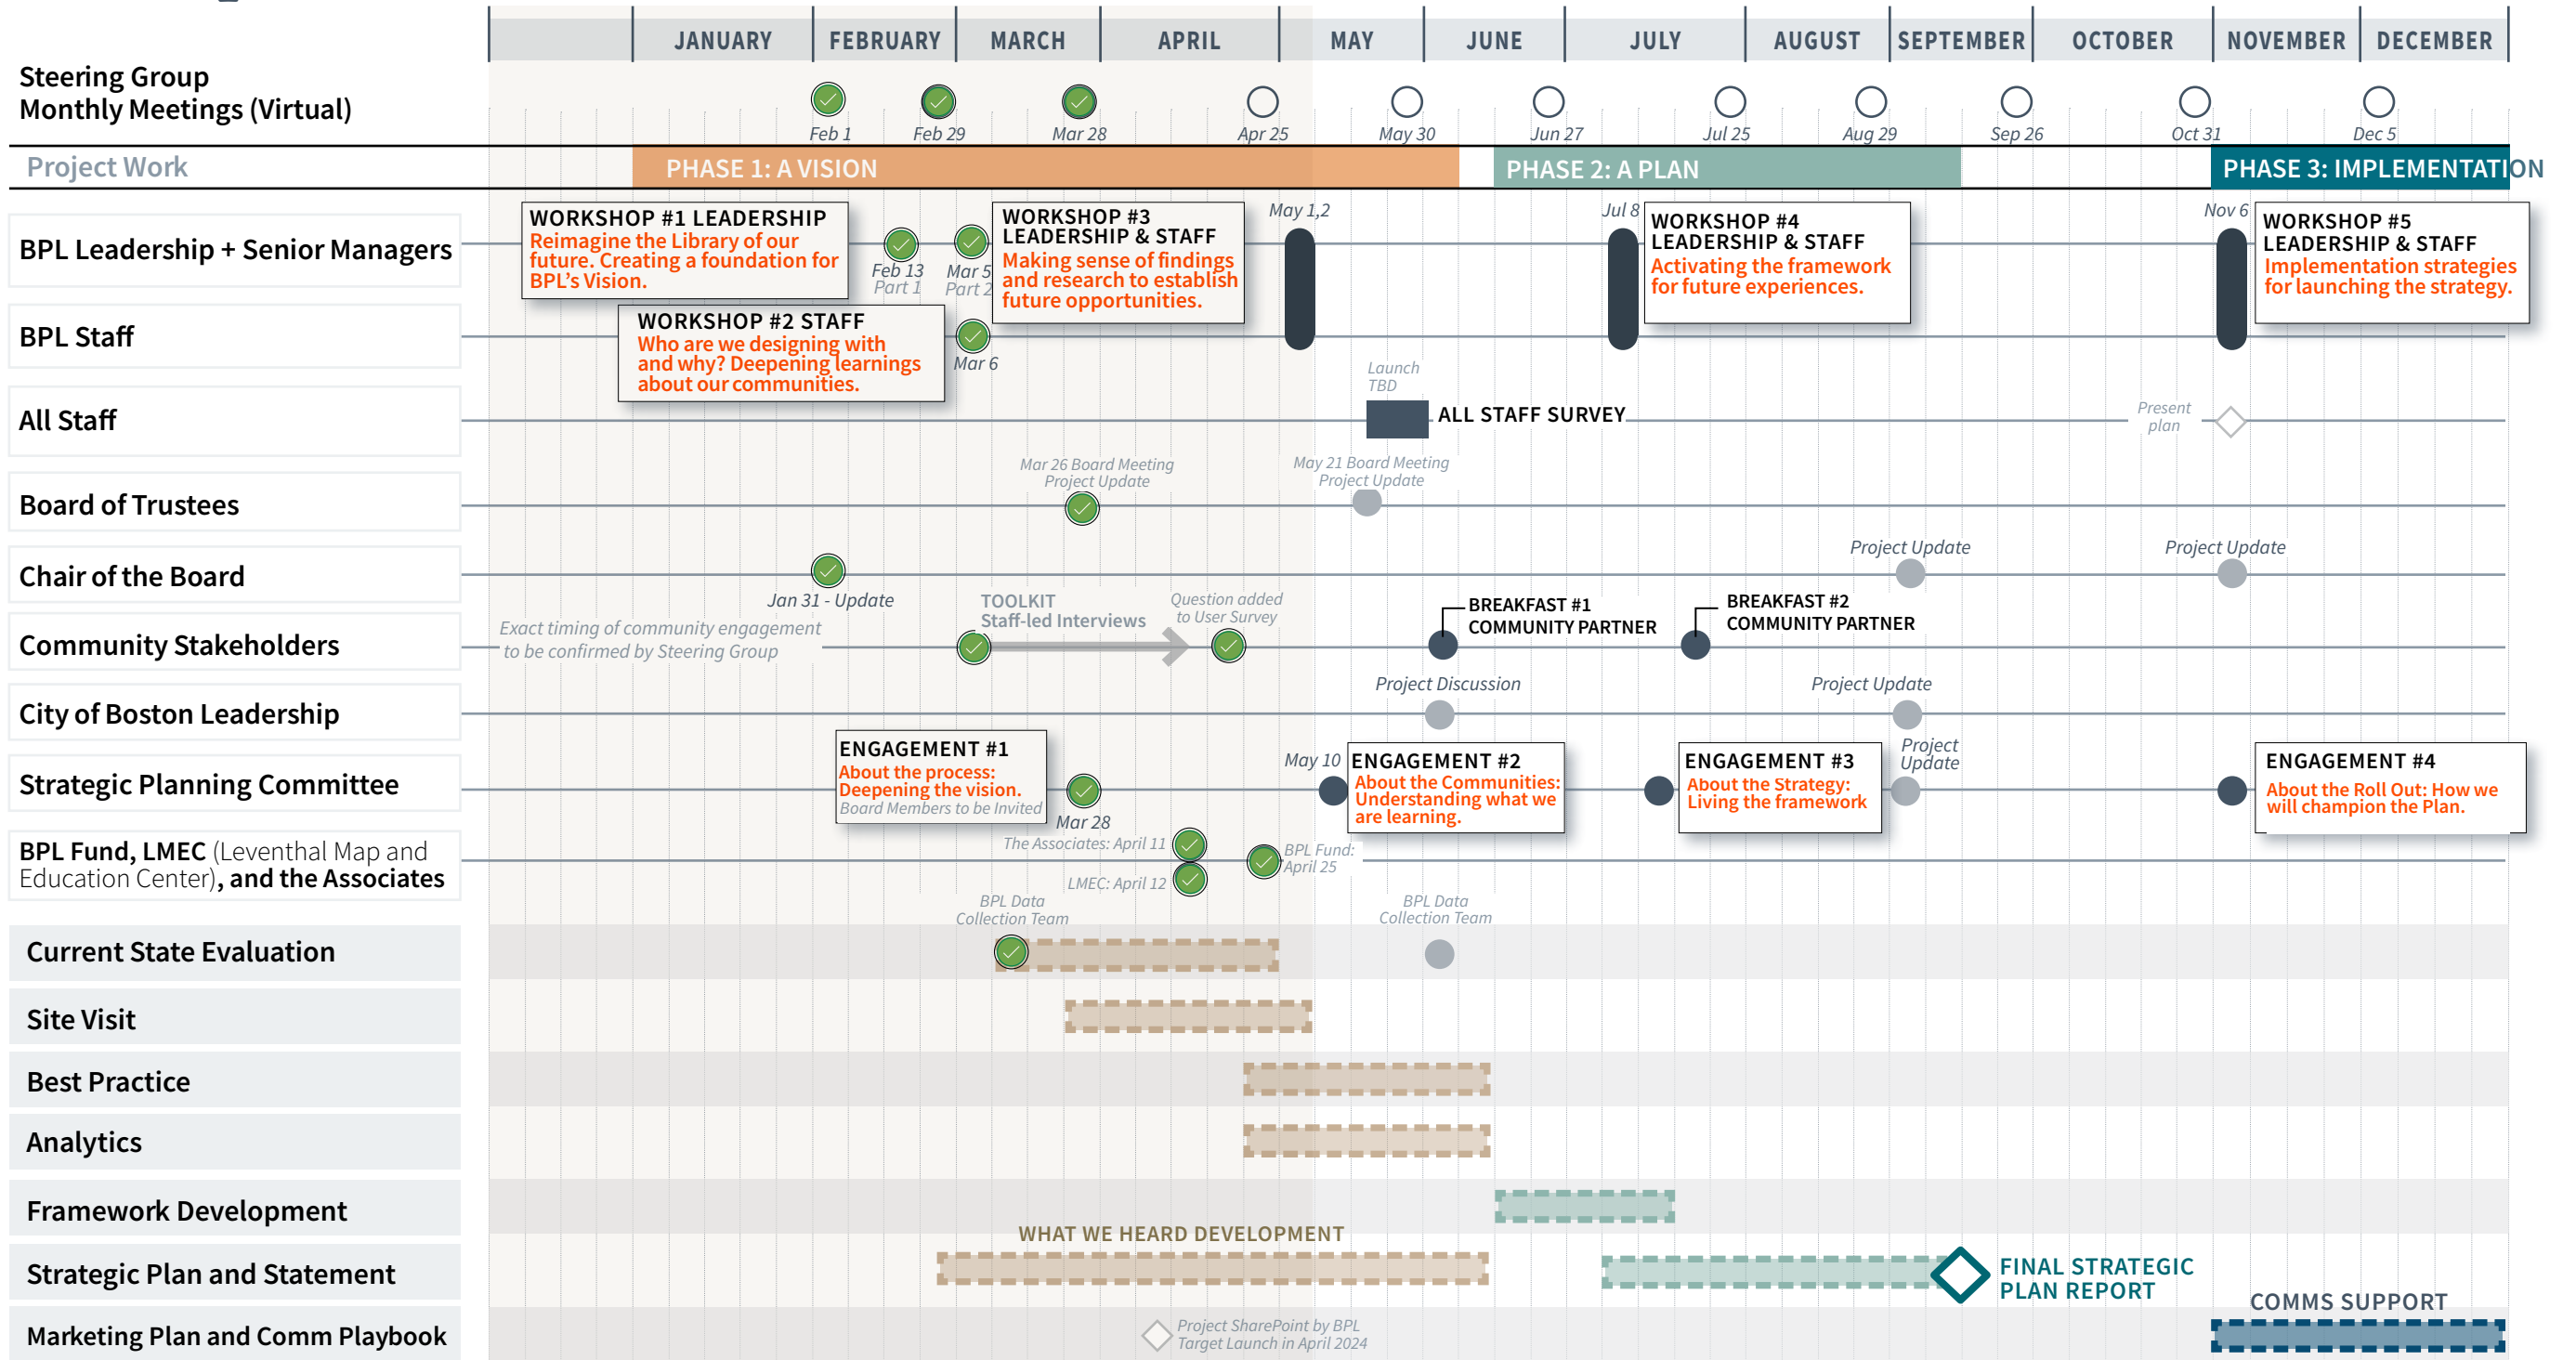 JANUARY FEBRUARY MARCH APRIL MAY JUNE JULY AUGUST SEPTEMBER OCTOBER NOVEMBER DECEMBER
Steering Group
Monthly Meetings (Virtual)
Feb 1 Feb 29 Mar 28 Apr 25 May 30 Jun 27 Jul 25 Aug 29 Sep 26 Oct 31 Dec 5
Project Work
PHASE 1: A VISION
PHASE 2: A PLAN
PHASE 3: IMPLEMENTATION
BPL Leadership + Senior Managers
WORKSHOP #1 LEADERSHIP
Reimagine the Library of our
future. Creating a foundation for
BPL's Vision.
Feb 13
Part 1
Mar 5
Part 2
WORKSHOP #3
LEADERSHIP & STAFF
Making sense of findings
and research to establish
future opportunities.
May 1,2
Jul 8
WORKSHOP #4
LEADERSHIP & STAFF
Activating the framework
for future experiences.
Nov 6
WORKSHOP #5
LEADERSHIP & STAFF
Implementation strategies
for launching the strategy.
BPL Staff
WORKSHOP #2 STAFF
Who are we designing with
and why? Deepening learnings
about our communities.
Mar 6
All Staff
Launch
TBD
ALL STAFF SURVEY
Present
plan
Board of Trustees
Mar 26 Board Meeting
Project Update
May 21 Board Meeting
Project Update
Chair of the Board
Jan 31 - Update
Project Update
Project Update
Community Stakeholders
Exact timing of community engagement
to be confirmed by Steering Group
TOOLKIT
Staff-led Interviews
Question added
to User Survey
BREAKFAST #1
COMMUNITY PARTNER
BREAKFAST #2
COMMUNITY PARTNER
City of Boston Leadership
Project Discussion
Project Update
Strategic Planning Committee
ENGAGEMENT #1
About the process:
Deepening the vision.
Board Members to be Invited
Mar 28
May 10
ENGAGEMENT #2
About the Communities:
Understanding what we
are learning.
ENGAGEMENT #3
About the Strategy:
Living the framework
Project
Update
ENGAGEMENT #4
About the Roll Out: How we
will champion the Plan.
BPL Fund, LMEC (Leventhal Map and
Education Center), and the Associates
The Associates: April 11
LMEC: April 12
BPL Fund:
April 25
Current State Evaluation
BPL Data
Collection Team
BPL Data
Collection Team
Site Visit
Best Practice
Analytics
Framework Development
Strategic Plan and Statement
WHAT WE HEARD DEVELOPMENT
FINAL STRATEGIC
PLAN REPORT
Marketing Plan and Comm Playbook
Project SharePoint by BPL
Target Launch in April 2024
COMMS SUPPORT